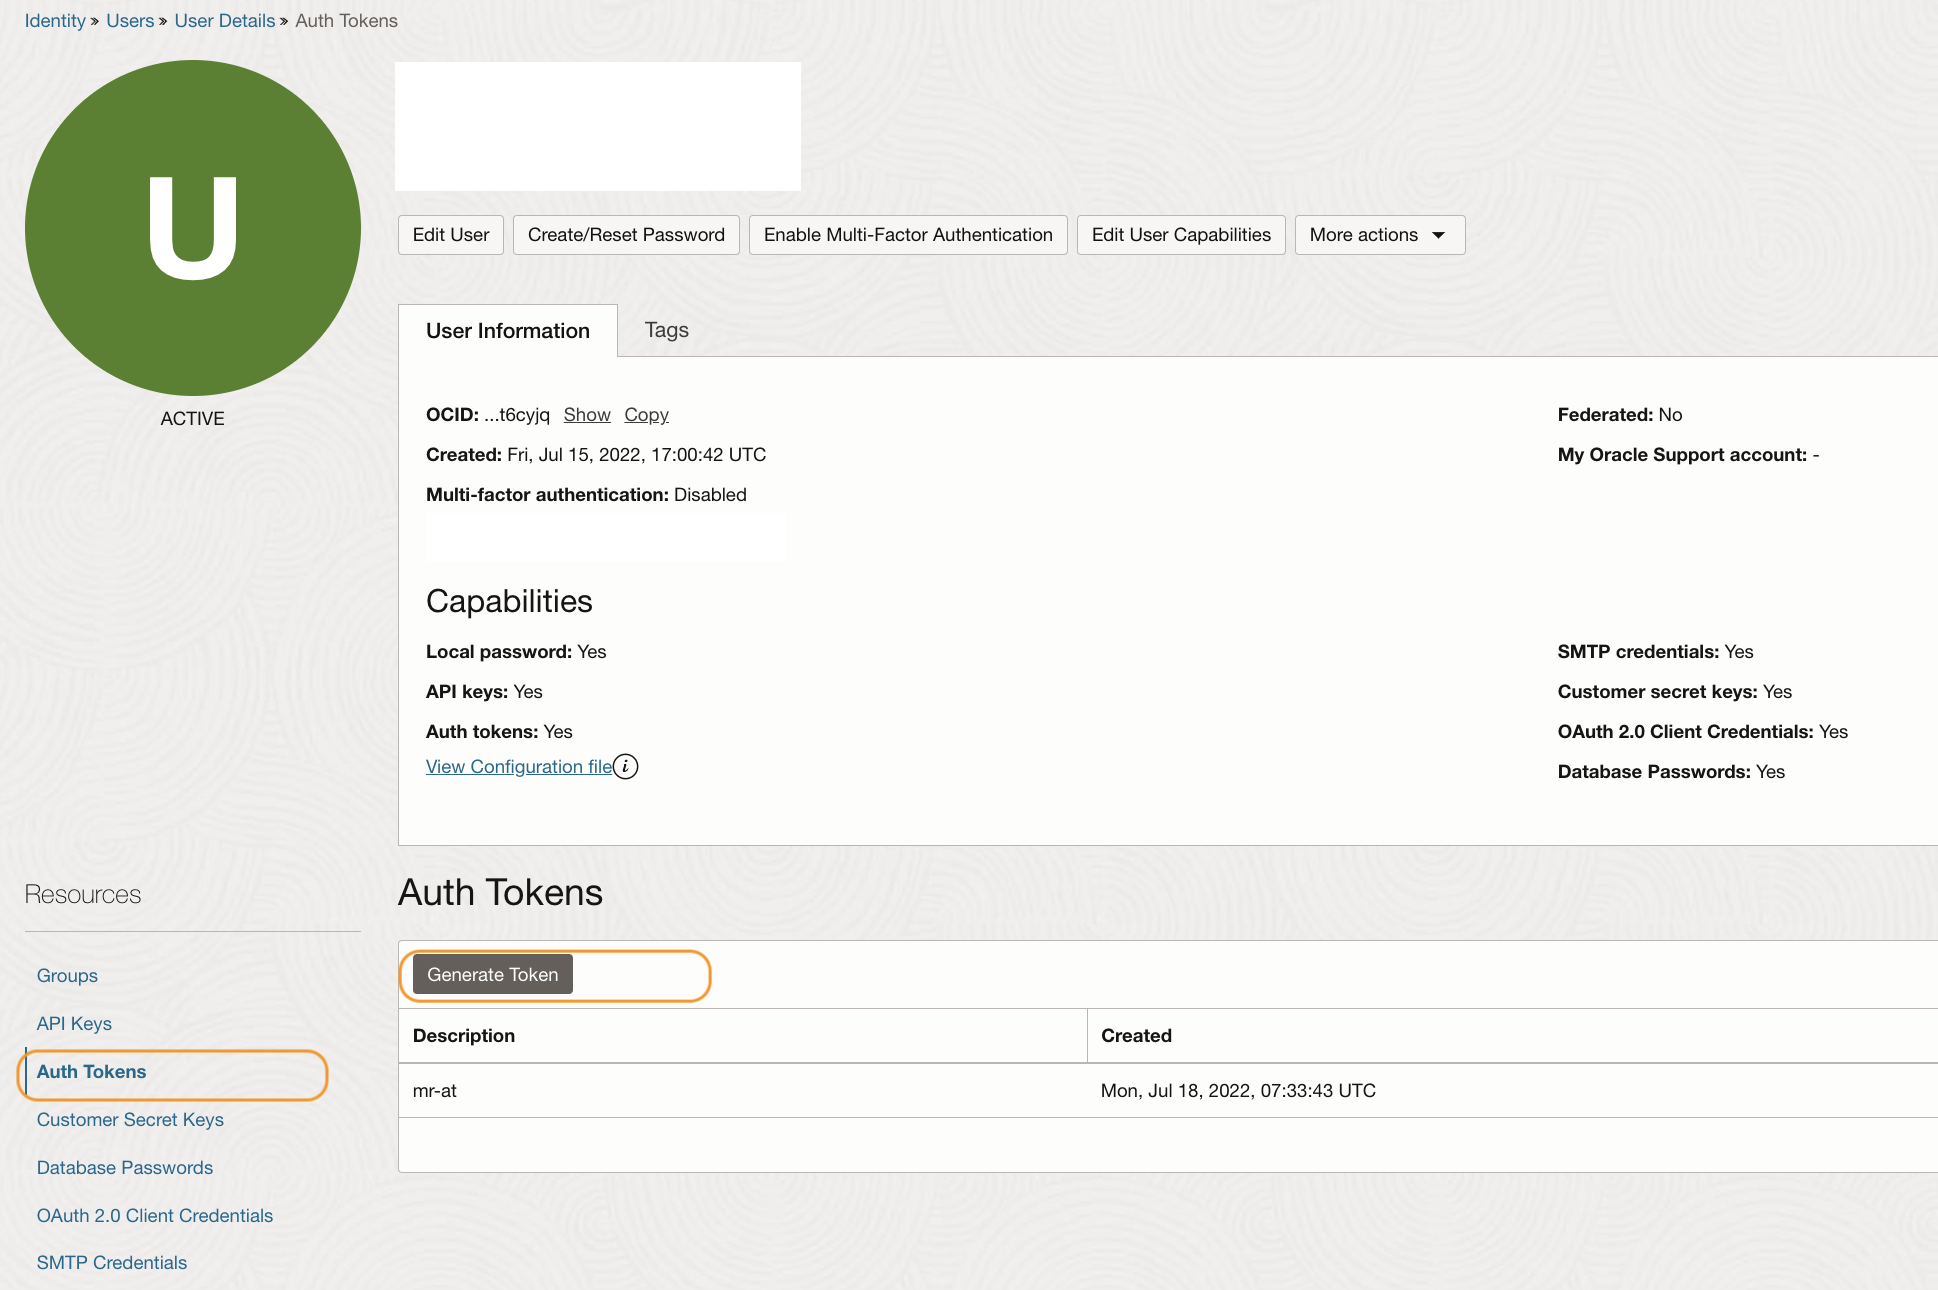 Identity » Users » User Details » Auth Tokens
U
ACTIVE
Edit User
Create/Reset Password
Enable Multi-Factor Authentication
Edit User Capabilities
More actions
User Information
Tags
OCID: ...t6cyjq Show Copy
Created: Fri, Jul 15, 2022, 17:00:42 UTC
Multi-factor authentication: Disabled
Federated: No
My Oracle Support account: -
Capabilities
Local password: Yes
API keys: Yes
Auth tokens: Yes
View Configuration file i
SMTP credentials: Yes
Customer secret keys: Yes
OAuth 2.0 Client Credentials: Yes
Database Passwords: Yes
Resources
Groups
API Keys
Auth Tokens
Customer Secret Keys
Database Passwords
OAuth 2.0 Client Credentials
SMTP Credentials
Auth Tokens
Generate Token
Description Created
mr-at Mon, Jul 18, 2022, 07:33:43 UTC